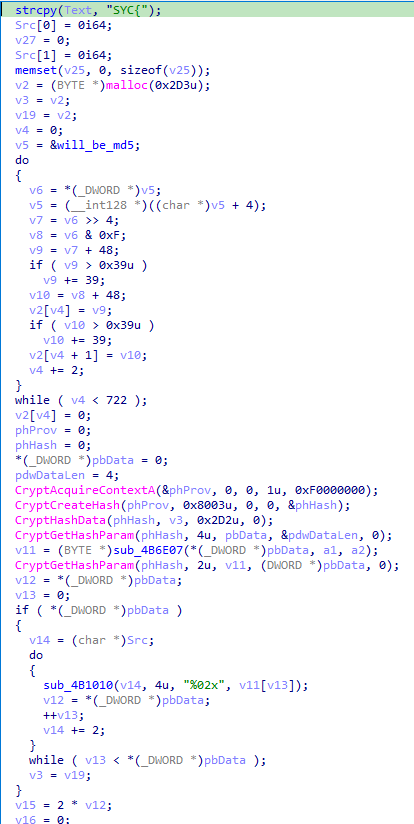 strcpy(Text, "SYC{");
Src[0] = 0i64;
v27 = 0;
Src[1] = 0i64;
memset(v25, 0, sizeof(v25));
v2 = (BYTE *)malloc(0x2D3u);
v3 = v2;
v19 = v2;
v4 = 0;
v5 = &will_be_md5;
do
{
v6 = *(_DWORD *)v5;
v5 = (__int128 *)((char *)v5 + 4);
v7 = v6 >> 4;
v8 = v6 & 0xF;
v9 = v7 + 48;
if ( v9 > 0x39u )
v9 += 39;
v10 = v8 + 48;
v2[v4] = v9;
if ( v10 > 0x39u )
v10 += 39;
v2[v4 + 1] = v10;
v4 += 2;
}
while ( v4 < 722 );
v2[v4] = 0;
phProv = 0;
phHash = 0;
*(_DWORD *)pbData = 0;
pdwDataLen = 4;
CryptAcquireContextA(&phProv, 0, 0, 1u, 0xF0000000);
CryptCreateHash(phProv, 0x8003u, 0, 0, &phHash);
CryptHashData(phHash, v3, 0x2D2u, 0);
CryptGetHashParam(phHash, 4u, pbData, &pdwDataLen, 0);
v11 = (BYTE *)sub_4B6E07(*(_DWORD *)pbData, a1, a2);
CryptGetHashParam(phHash, 2u, v11, (DWORD *)pbData, 0);
v12 = *(_DWORD *)pbData;
v13 = 0;
if ( *(_DWORD *)pbData )
{
v14 = (char *)Src;
do
{
sub_4B1010(v14, 4u, "%02x", v11[v13]);
v12 = *(_DWORD *)pbData;
++v13;
v14 += 2;
}
while ( v13 < *(_DWORD *)pbData );
v3 = v19;
}
v15 = 2 * v12;
v16 = 0;